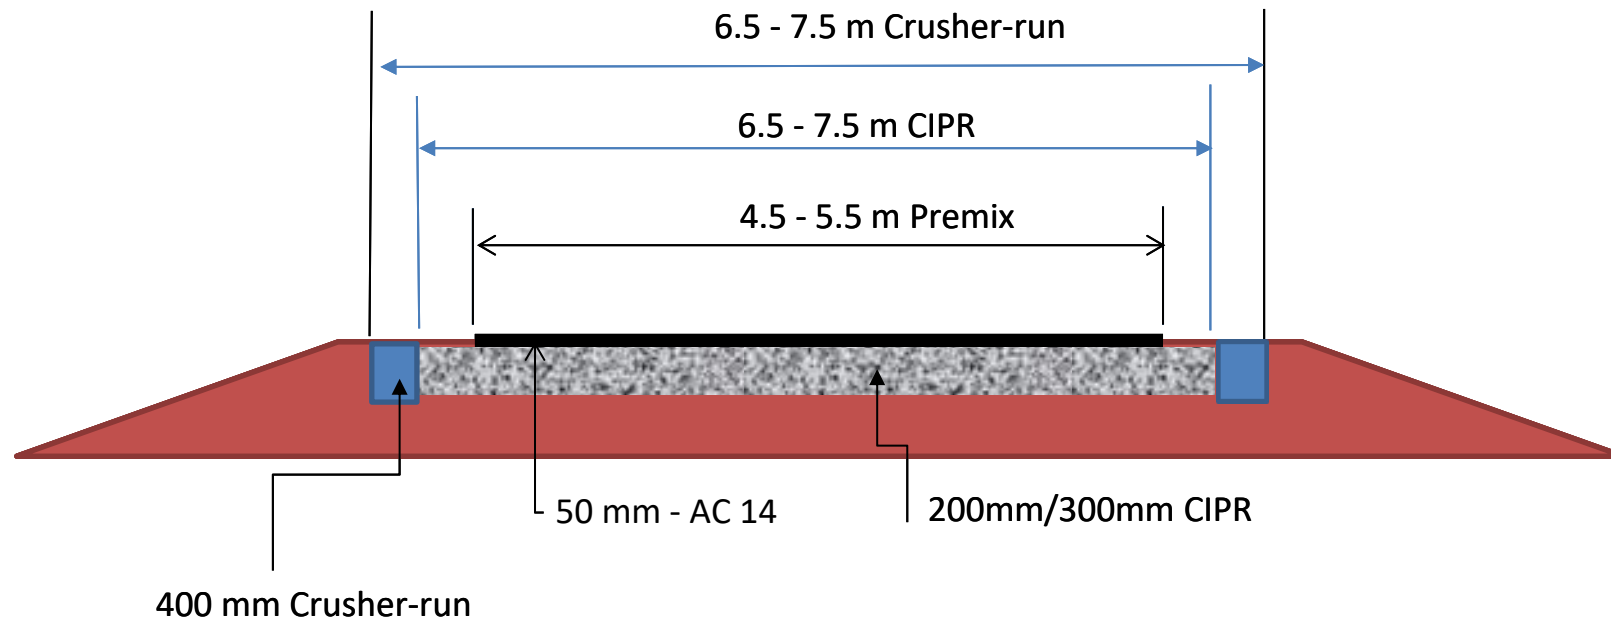 6.5 - 7.5 m Crusher-run
6.5 - 7.5 m CIPR
4.5 - 5.5 m Premix
50 mm - AC 14
200mm/300mm CIPR
400 mm Crusher-run